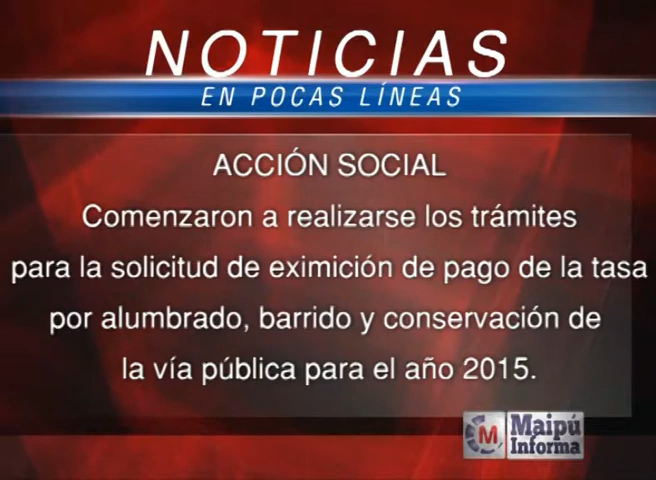 NOTICIAS
EN POCAS LÍNEAS
ACCIÓN SOCIAL
Comenzaron a realizarse los trámites
para la solicitud de eximición de pago de la tasa
por alumbrado, barrido y conservación de
la vía pública para el año 2015.
M
Maipú
Informa